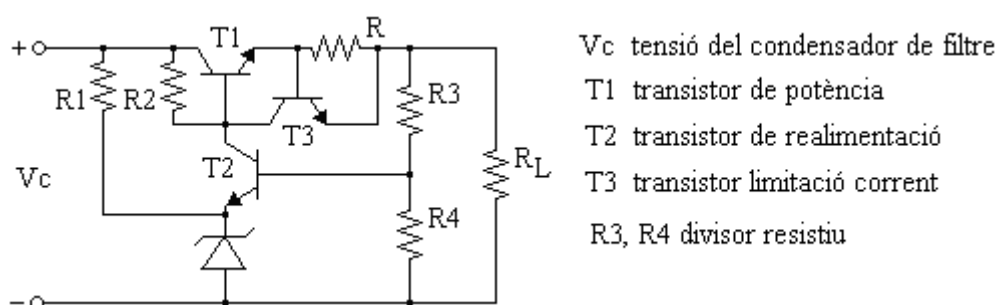 T1
R
R1
R2
T3
R3
T2
Vc
R_L
R4
Vc tensió del condensador de filtre
T1 transistor de potència
T2 transistor de realimentació
T3 transistor limitació corrent
R3, R4 divisor resistiu
+
−